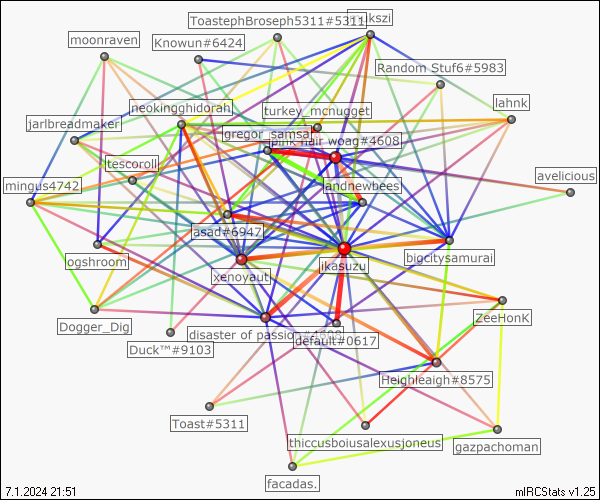 ToastephBroseph5311#5311
kszi
moonraven
Knowun#6424
Random Stuf6#5983
neokingghidorah
turkey_mcnugget
lahnk
jarlbreadmaker
gregor_samsa
pink hair woag#4608
tescoroll
avelicious
mingus4742
landnewbees
asad#6947
ogshroom
xenoyaut
ikasuzu
bigcitysamurai
Dogger_Dig
disaster of passion#4608
ZeeHonK
Duck™#9103
default#0617
Heighleaigh#8575
Toast#5311
thiccusboiusalexusjoneus
gazpachoman
facadas.
7.1.2024 21:51
mIRCStats v1.25